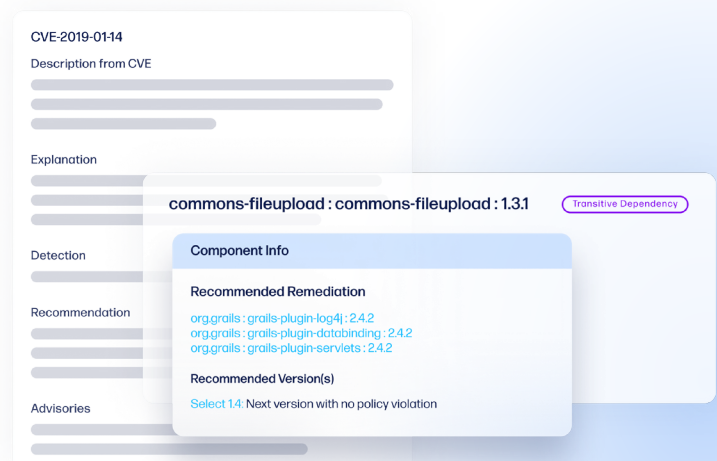 CVE-2019-01-14
Description from CVE
Explanation
commons-fileupload : commons-fileupload : 1.3.1
Transitive Dependency
Component Info
Detection
Recommended Remediation
Recommendation
org.grails : grails-plugin-log4j : 2.4.2
org.grails : grails-plugin-databinding : 2.4.2
org.grails : grails-plugin-servlets : 2.4.2
Recommended Version(s)
Select 1.4: Next version with no policy violation
Advisories